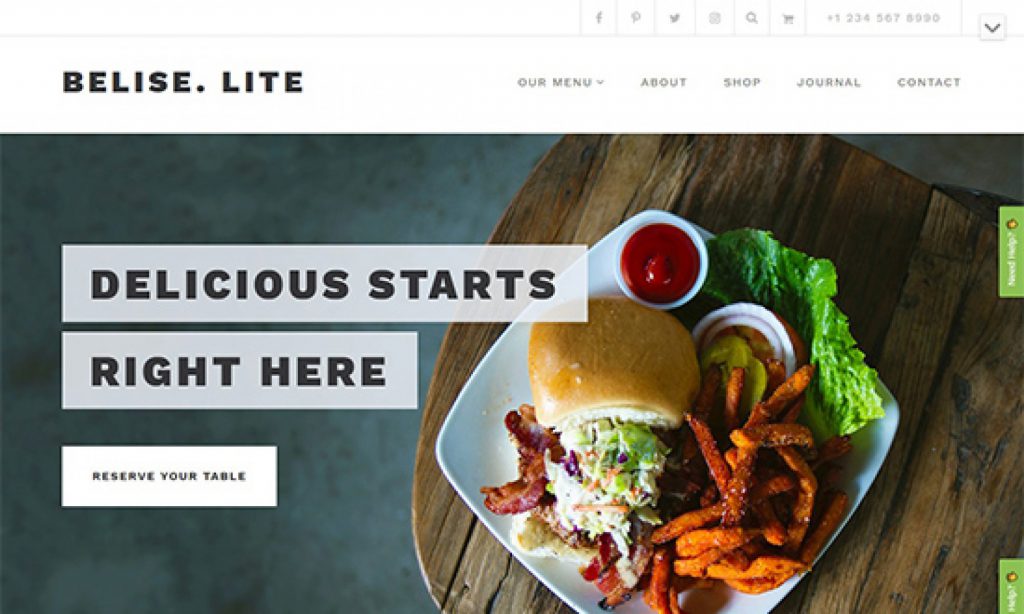 +1 234 567 8990
BELISE. LITE
OUR MENU
ABOUT
SHOP
JOURNAL
CONTACT
Need Help?
DELICIOUS STARTS
RIGHT HERE
RESERVE YOUR TABLE
Help?